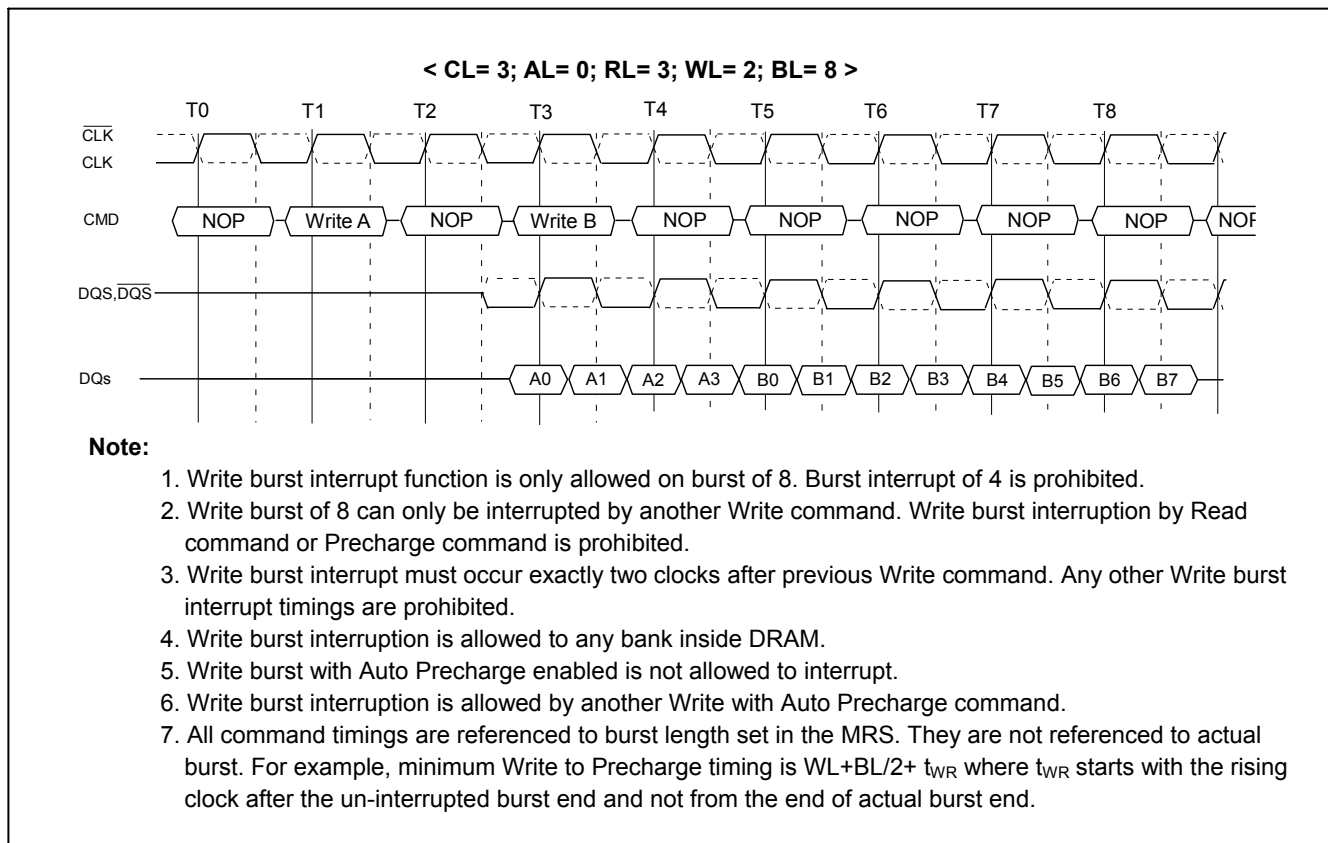 < CL= 3; AL= 0; RL= 3; WL= 2; BL= 8 >
T0 T1 T2 T3 T4 T5 T6 T7 T8
CLK
CLK
CMD NOP Write A NOP Write B NOP NOP NOP NOP NOP NOP
DQS,DQS
DQs A0 A1 A2 A3 B0 B1 B2 B3 B4 B5 B6 B7
Note:
1. Write burst interrupt function is only allowed on burst of 8. Burst interrupt of 4 is prohibited.
2. Write burst of 8 can only be interrupted by another Write command. Write burst interruption by Read
command or Precharge command is prohibited.
3. Write burst interrupt must occur exactly two clocks after previous Write command. Any other Write burst
interrupt timings are prohibited.
4. Write burst interruption is allowed to any bank inside DRAM.
5. Write burst with Auto Precharge enabled is not allowed to interrupt.
6. Write burst interruption is allowed by another Write with Auto Precharge command.
7. All command timings are referenced to burst length set in the MRS. They are not referenced to actual
burst. For example, minimum Write to Precharge timing is WL+BL/2+ tWR where tWR starts with the rising
clock after the un-interrupted burst end and not from the end of actual burst end.